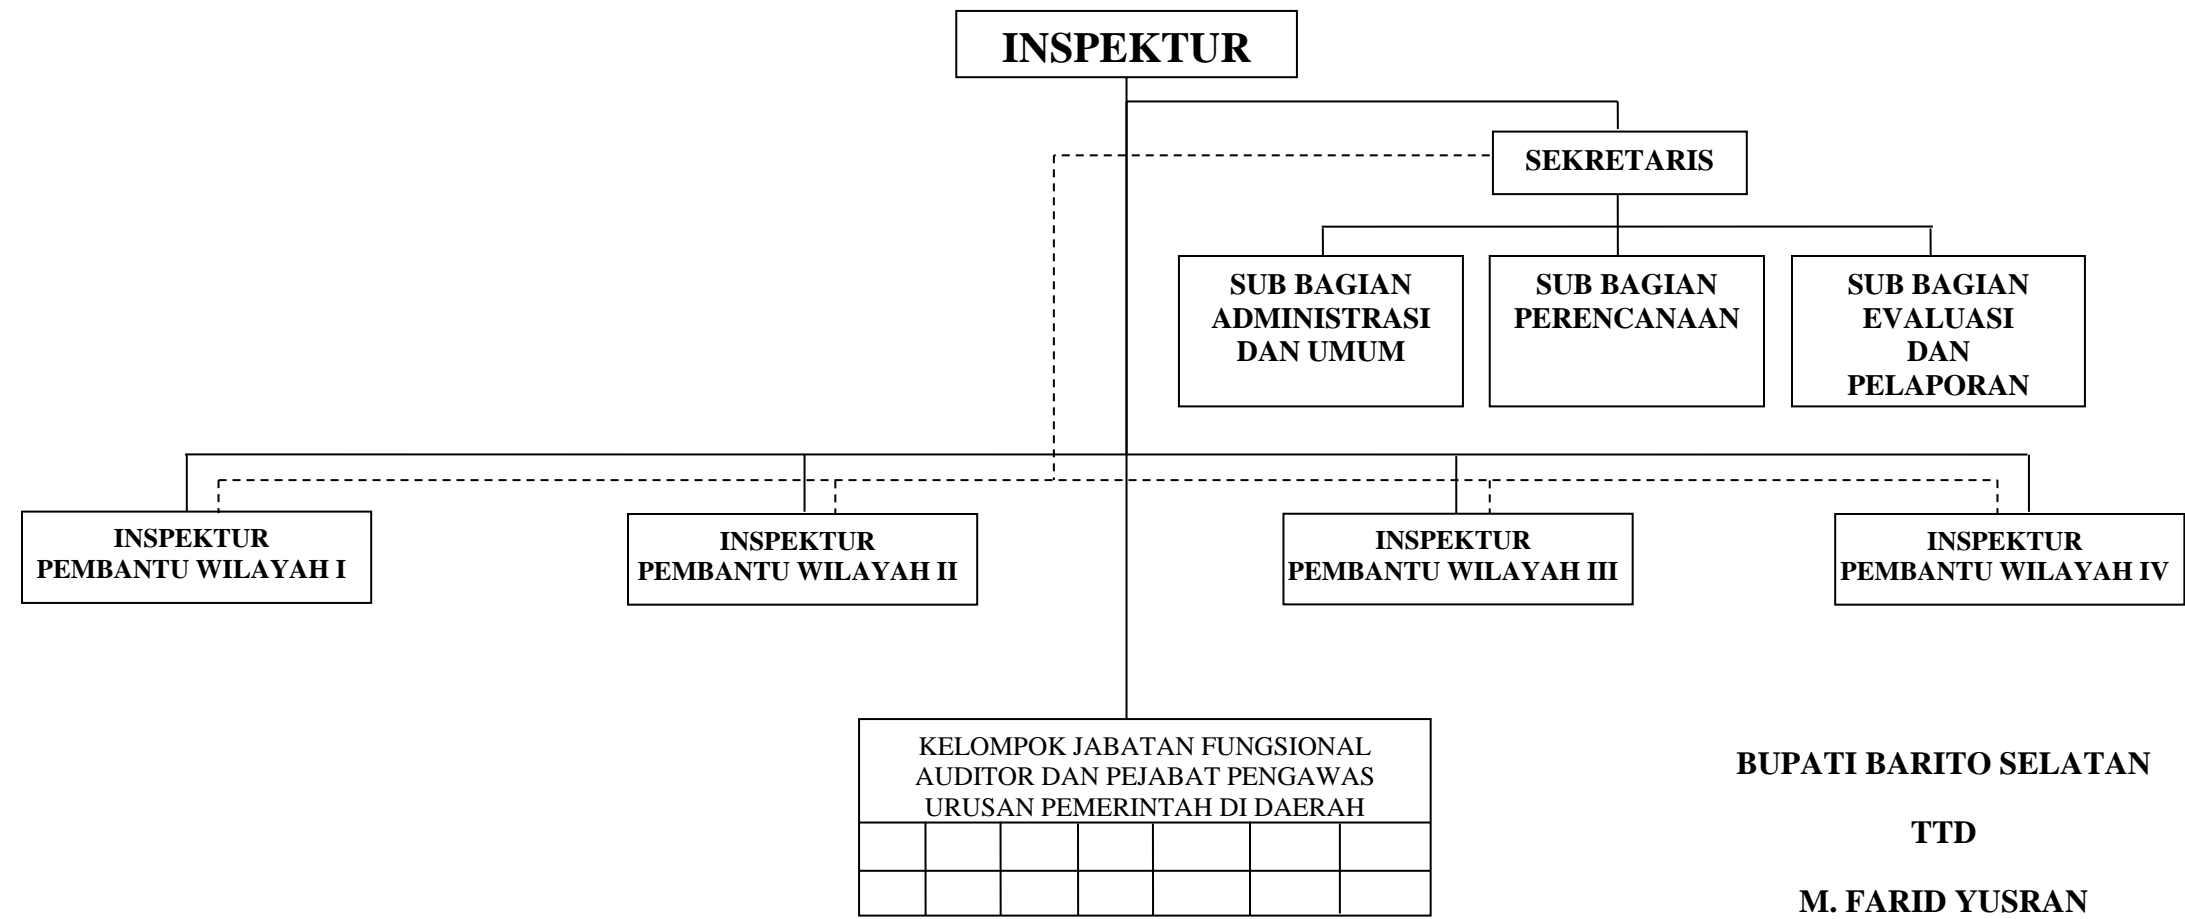 INSPEKTUR
SEKRETARIS
SUB BAGIAN
ADMINISTRASI
DAN UMUM
SUB BAGIAN
PERENCANAAN
SUB BAGIAN
EVALUASI
DAN
PELAPORAN
INSPEKTUR
PEMBANTU WILAYAH I
INSPEKTUR
PEMBANTU WILAYAH II
INSPEKTUR
PEMBANTU WILAYAH III
INSPEKTUR
PEMBANTU WILAYAH IV
KELOMPOK JABATAN FUNGSIONAL
AUDITOR DAN PEJABAT PENGAWAS
URUSAN PEMERINTAH DI DAERAH
BUPATI BARITO SELATAN
TTD
M. FARID YUSRAN